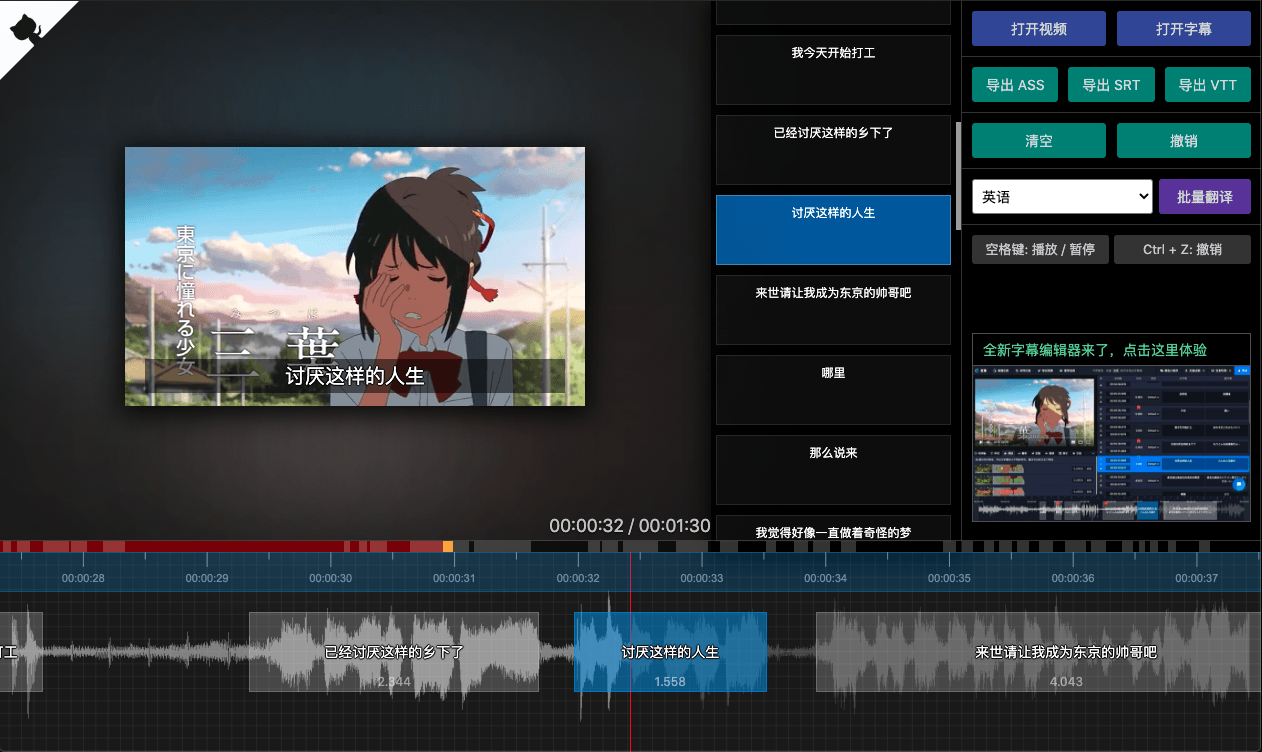 東京に憧れる少女
みつは
三葉
讨厌这样的人生
00:00:32 / 00:01:30
我今天开始打工
已经讨厌这样的乡下了
讨厌这样的人生
来世请让我成为东京的帅哥吧
哪里
那么说来
我觉得好像一直做着奇怪的梦
打开视频
打开字幕
导出 ASS
导出 SRT
导出 VTT
清空
撤销
英语
批量翻译
空格键: 播放 / 暂停
Ctrl + Z: 撤销
全新字幕编辑器来了，点击这里体验
00:00:28
00:00:29
00:00:30
00:00:31
00:00:32
00:00:33
00:00:34
00:00:35
00:00:36
00:00:37
打工
已经讨厌这样的乡下了
2.344
讨厌这样的人生
1.558
来世请让我成为东京的帅哥吧
4.043